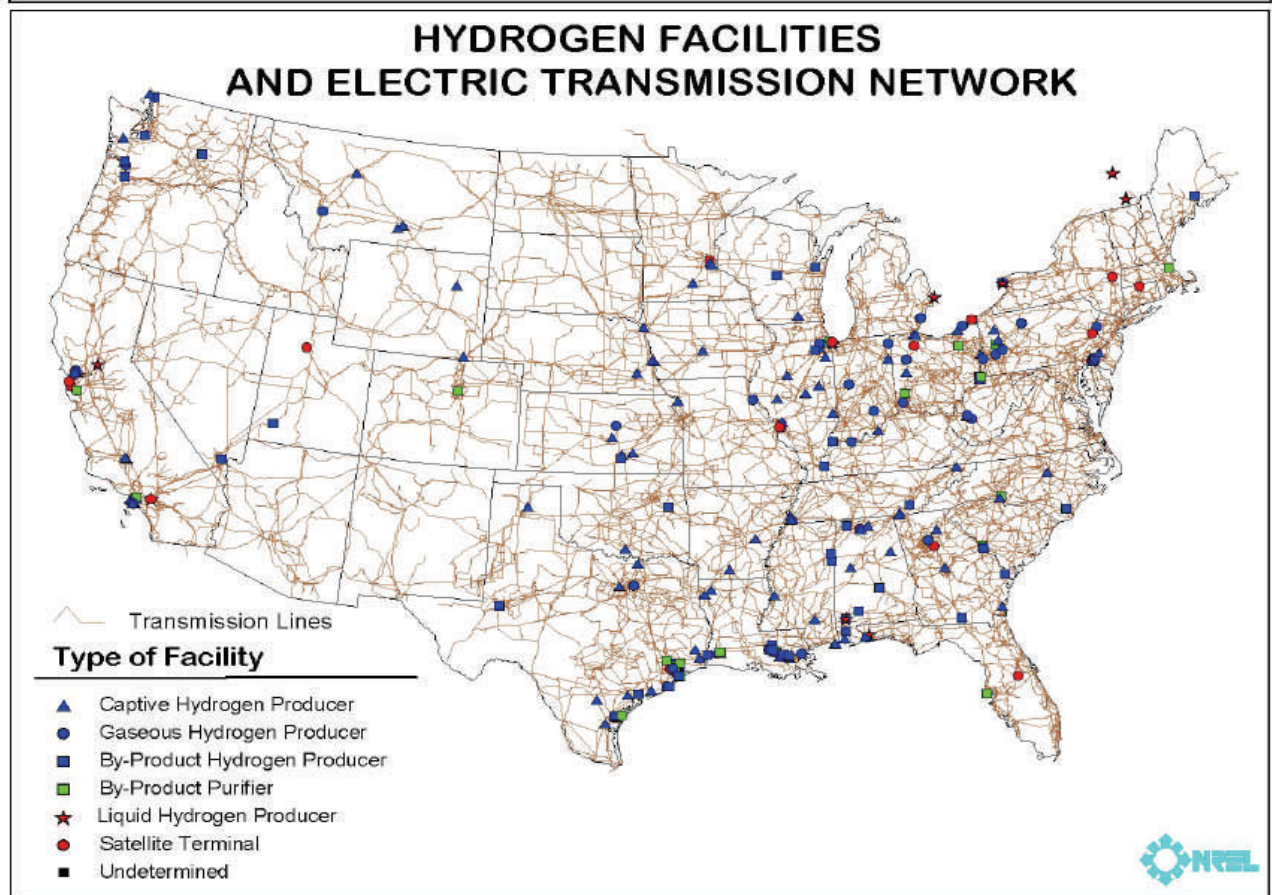 HYDROGEN FACILITIES
AND ELECTRIC TRANSMISSION NETWORK
Transmission Lines
Type of Facility
Captive Hydrogen Producer
Gaseous Hydrogen Producer
By-Product Hydrogen Producer
By-Product Purifier
Liquid Hydrogen Producer
Satellite Terminal
Undetermined
NREL